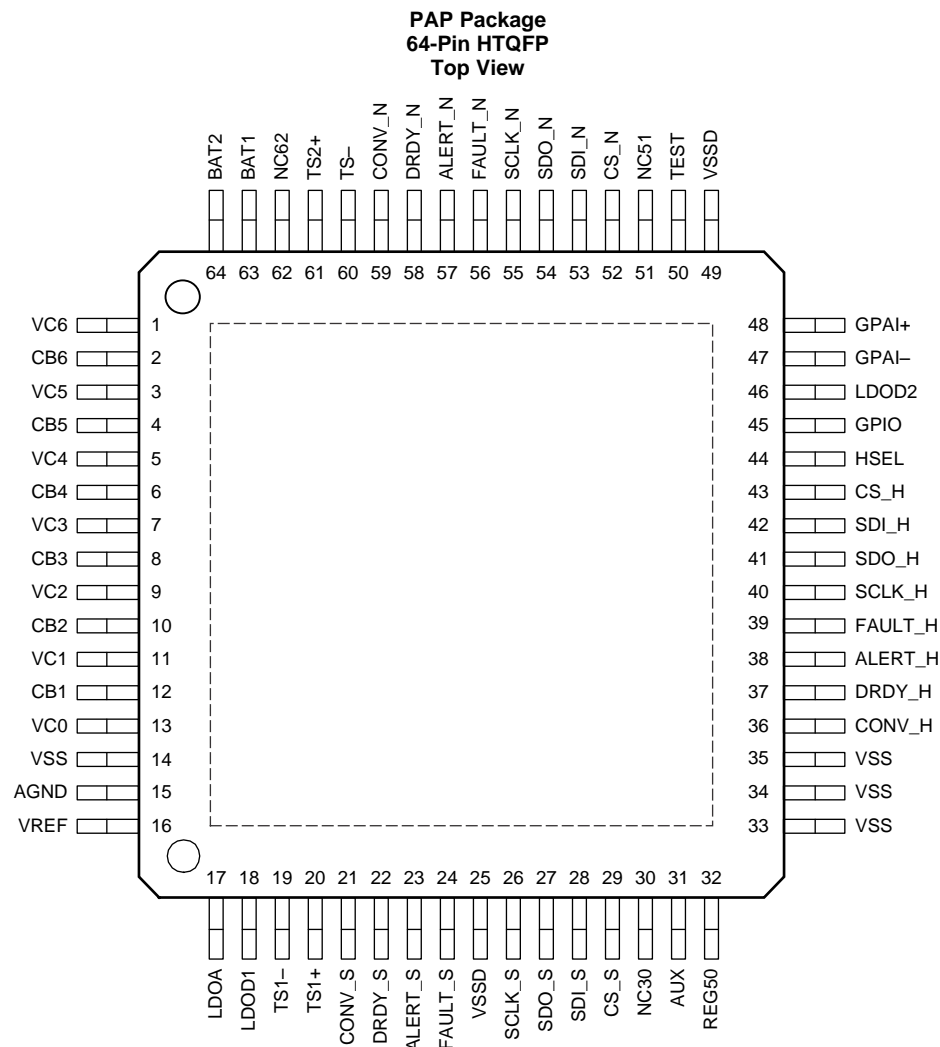 PAP Package
64-Pin HTQFP
Top View
BAT2
BAT1
NC62
TS2+
TS–
CONV_N
DRDY_N
ALERT_N
FAULT_N
SCLK_N
SDO_N
SDI_N
CS_N
NC51
TEST
VSSD
64 63 62 61 60 59 58 57 56 55 54 53 52 51 50 49
VC6 1
CB6 2
VC5 3
CB5 4
VC4 5
CB4 6
VC3 7
CB3 8
VC2 9
CB2 10
VC1 11
CB1 12
VC0 13
VSS 14
AGND 15
VREF 16
48 GPAI+
47 GPAI–
46 LDOD2
45 GPIO
44 HSEL
43 CS_H
42 SDI_H
41 SDO_H
40 SCLK_H
39 FAULT_H
38 ALERT_H
37 DRDY_H
36 CONV_H
35 VSS
34 VSS
33 VSS
17 18 19 20 21 22 23 24 25 26 27 28 29 30 31 32
LDOA
LDOD1
TS1–
TS1+
CONV_S
DRDY_S
ALERT_S
FAULT_S
VSSD
SCLK_S
SDO_S
SDI_S
CS_S
NC30
AUX
REG50